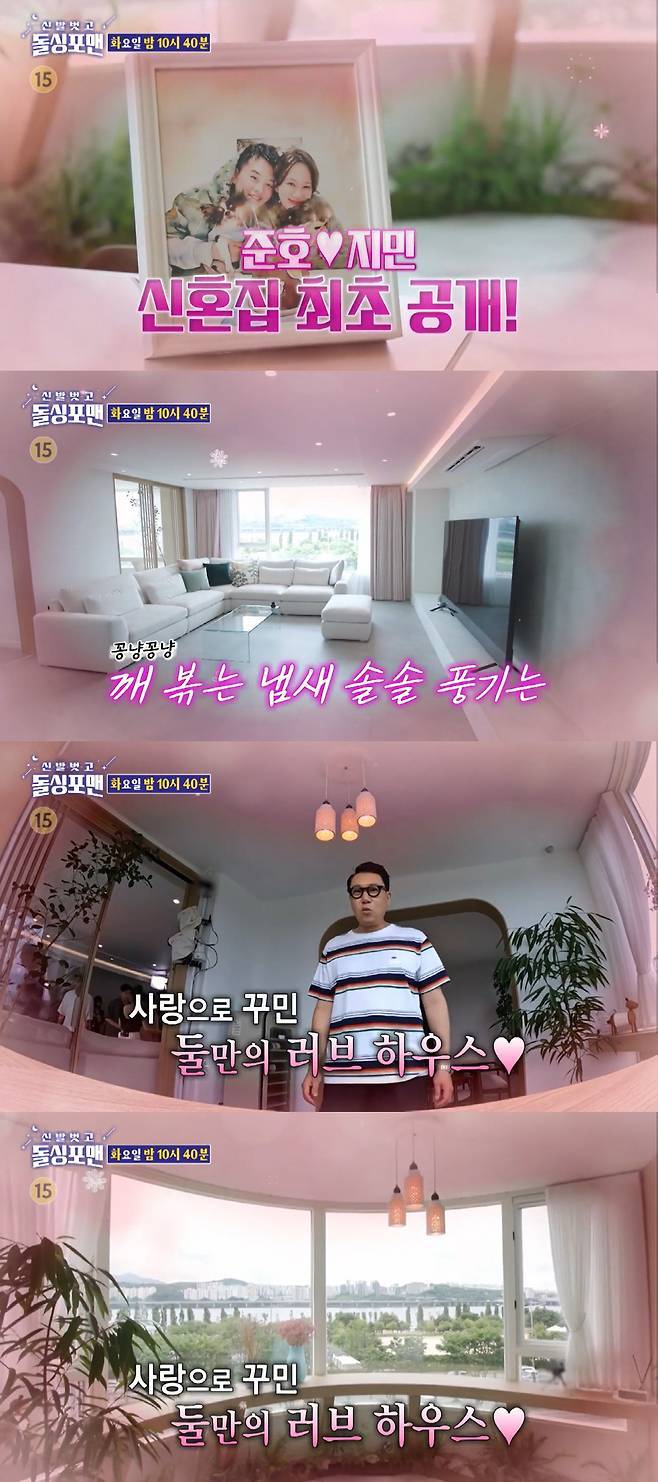 신발벗고
돌싱포맨 화요일 밤 10시 40분
15
준호♥지민
신혼집 최초 공개!
신발벗고
돌싱포맨 화요일 밤 10시 40분
15
꽁냥꽁냥
깨 볶는 냄새 솔솔 풍기는
신발벗고
돌싱포맨 화요일 밤 10시 40분
15
사랑으로 꾸민
둘만의 러브 하우스♥
신발벗고
돌싱포맨 화요일 밤 10시 40분
15
사랑으로 꾸민
둘만의 러브 하우스♥